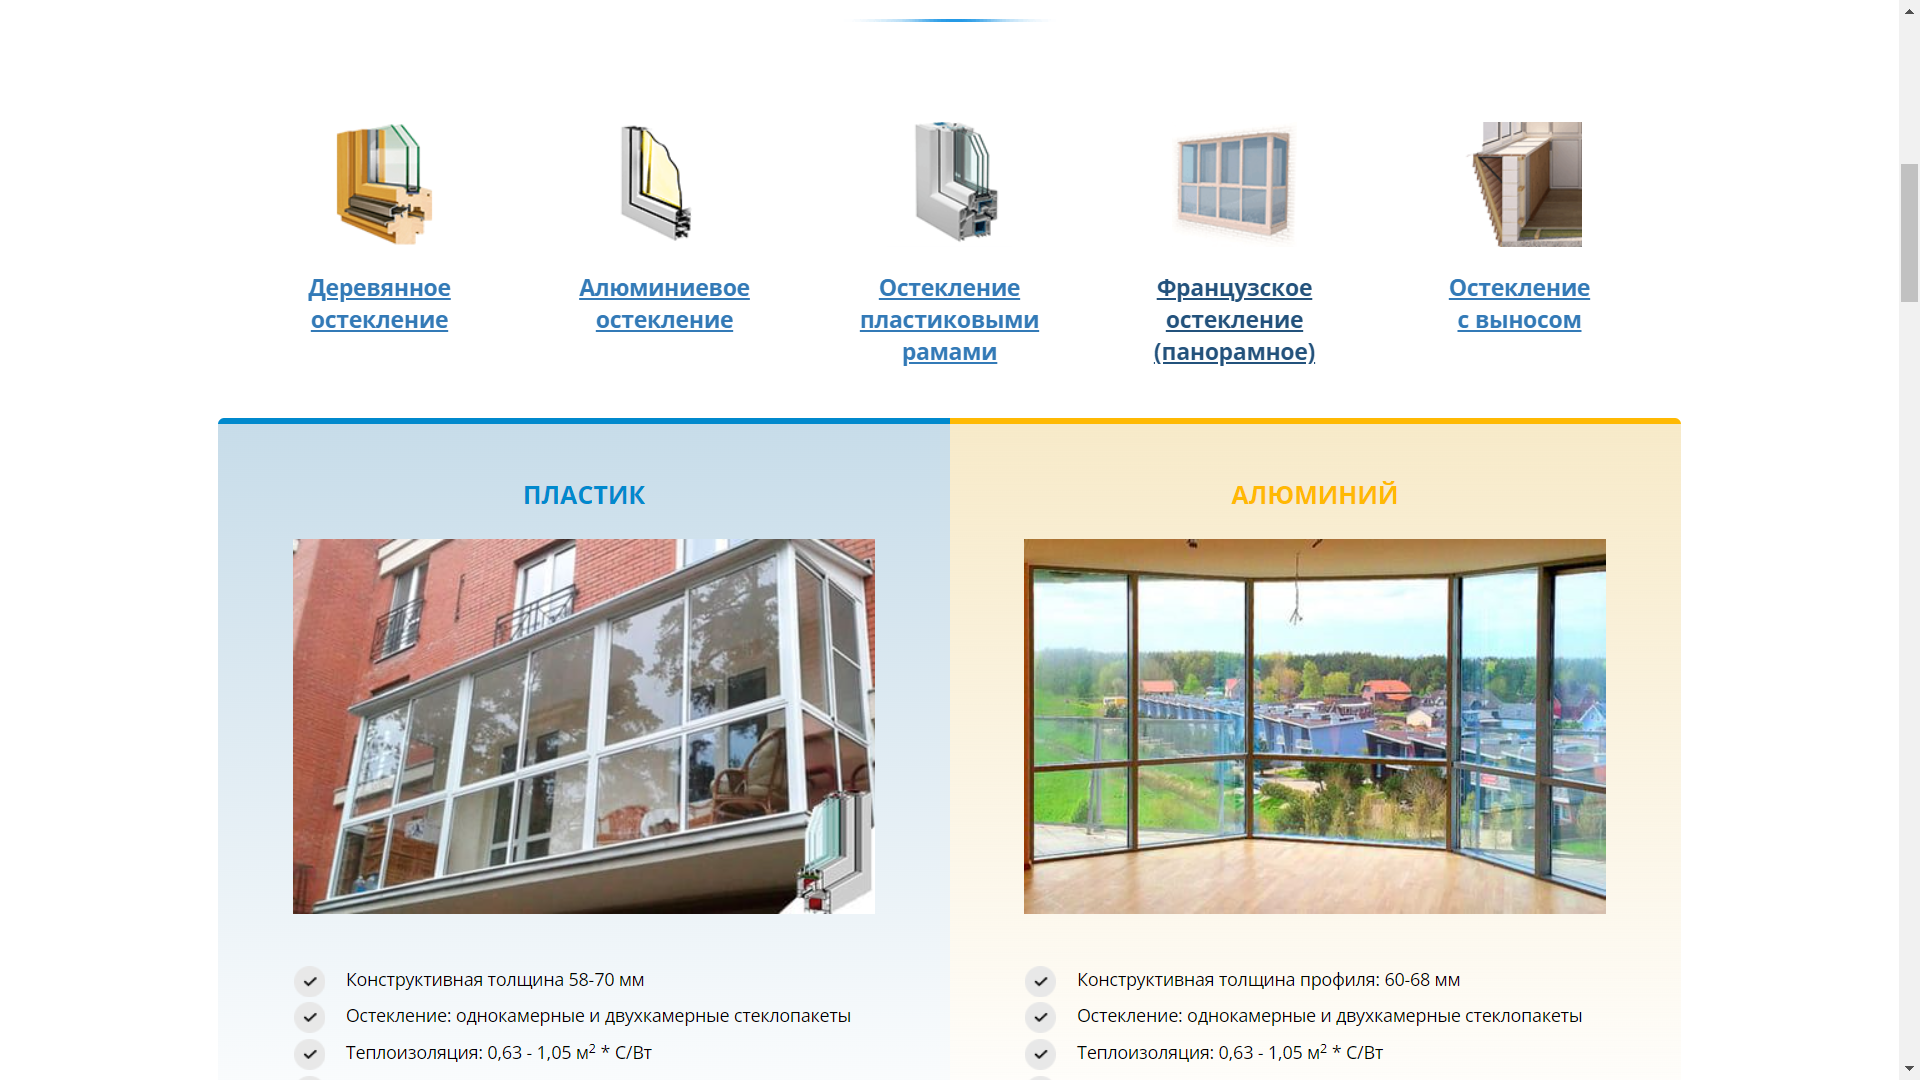 Деревянное
остекление
Алюминиевое
остекление
Остекление
пластиковыми
рамами
Французское
остекление
(панорамное)
Остекление
с выносом
ПЛАСТИК
Конструктивная толщина 58-70 мм
Остекление: однокамерные и двухкамерные стеклопакеты
Теплоизоляция: 0,63 - 1,05 м² * С/Вт
АЛЮМИНИЙ
Конструктивная толщина профиля: 60-68 мм
Остекление: однокамерные и двухкамерные стеклопакеты
Теплоизоляция: 0,63 - 1,05 м² * С/Вт